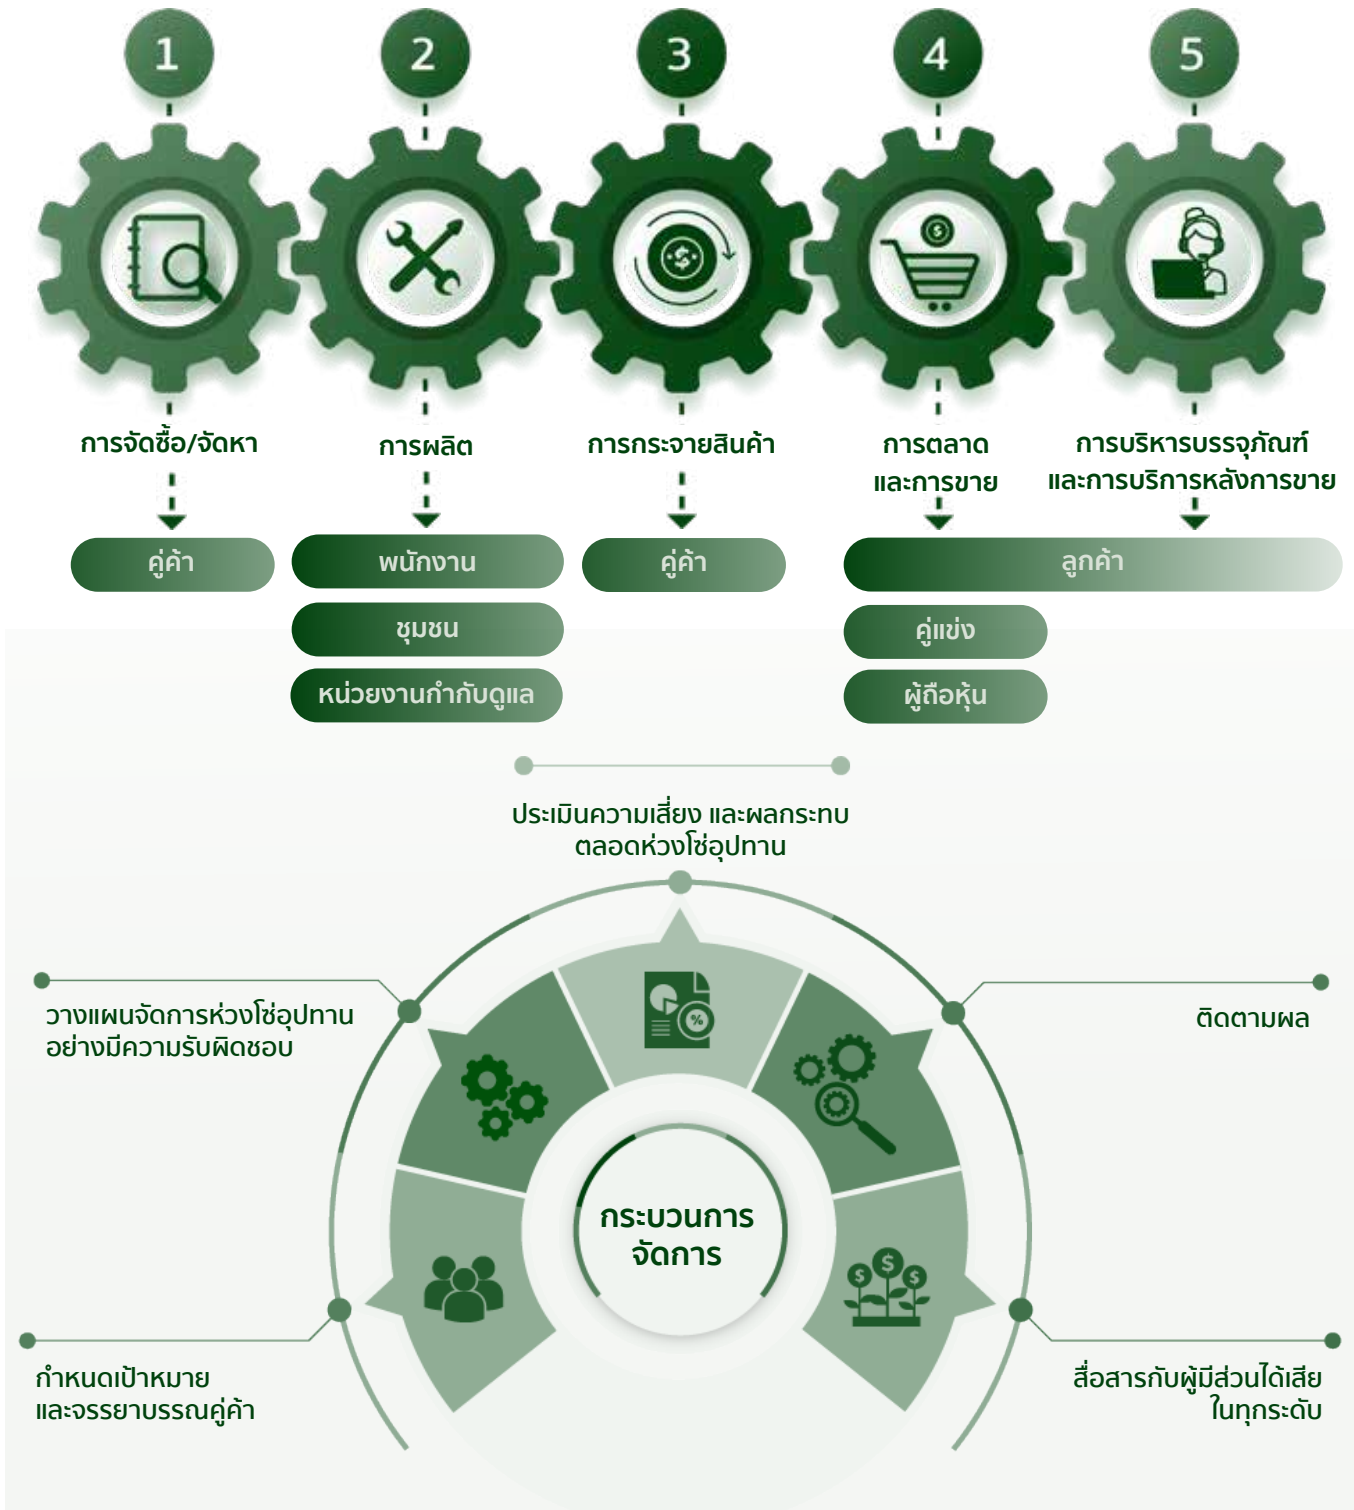 1
2
3
4
5
การจัดซื้อ/จัดหา
การผลิต
การกระจายสินค้า
การตลาด
และการขาย
การบริหารบรรจุภัณฑ์
และการบริการหลังการขาย
คู่ค้า
พนักงาน
คู่ค้า
ลูกค้า
ชุมชน
คู่แข่ง
หน่วยงานกำกับดูแล
ผู้ถือหุ้น
ประเมินความเสี่ยง และผลกระทบ
ตลอดห่วงโซ่อุปทาน
วางแผนจัดการห่วงโซ่อุปทาน
อย่างมีความรับผิดชอบ
ติดตามผล
กระบวนการ
จัดการ
กำหนดเป้าหมาย
และจรรยาบรรณคู่ค้า
สื่อสารกับผู้มีส่วนได้เสีย
ในทุกระดับ